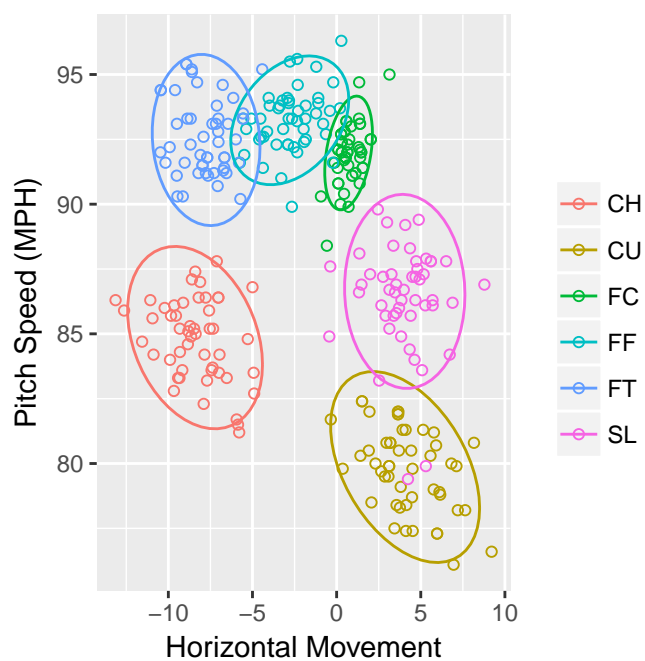 95
90
85
80
−10
−5
0
5
10
Horizontal Movement
Pitch Speed (MPH)
CH
CU
FC
FF
FT
SL